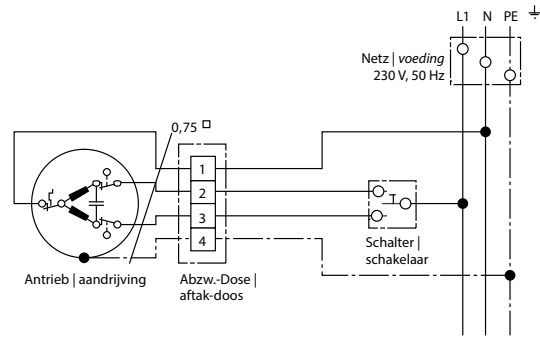 L1 N PE
Netz | voeding
230 V, 50 Hz
0,75
1
2
3
4
Schalter |
schakelaar
Antrieb | aandrijving
Abzw.-Dose |
aftak-doos